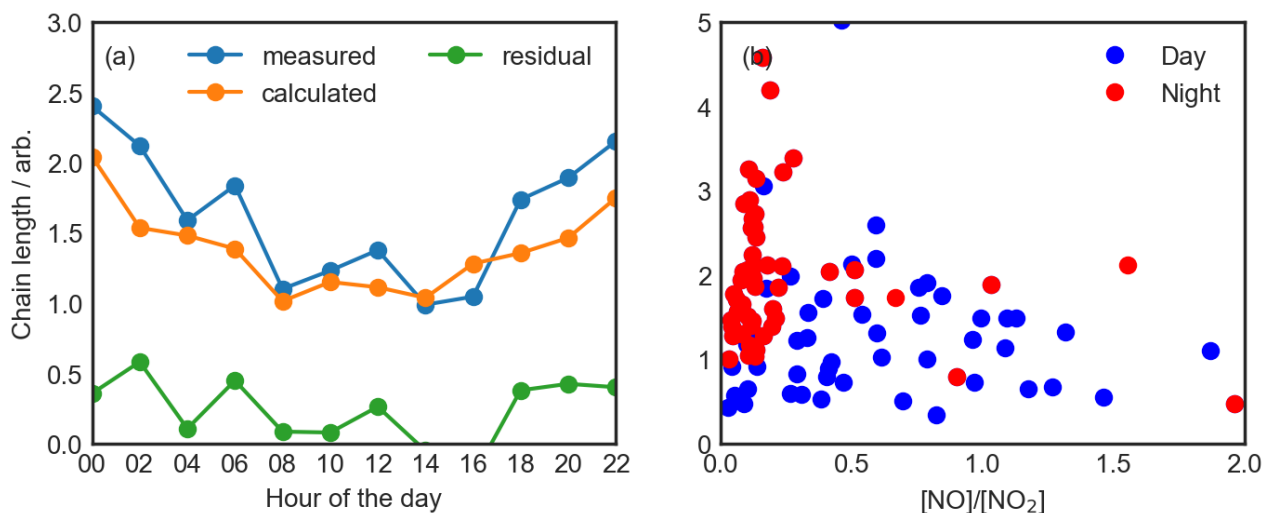 (a)
measured
calculated
residual
3.0
2.5
2.0
1.5
1.0
0.5
0.0
Chain length / arb.
00 02 04 06 08 10 12 14 16 18 20 22
Hour of the day
(b)
Day
Night
5
4
3
2
1
0
0.0 0.5 1.0 1.5 2.0
[NO]/[NO₂]